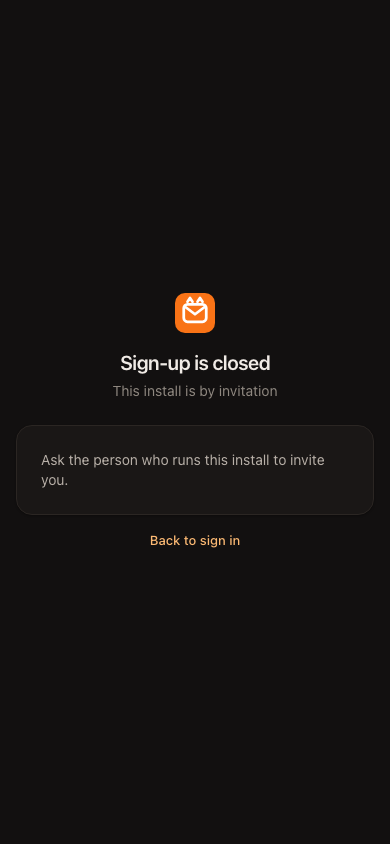 Sign-up is closed
This install is by invitation
Ask the person who runs this install to invite
you.
Back to sign in